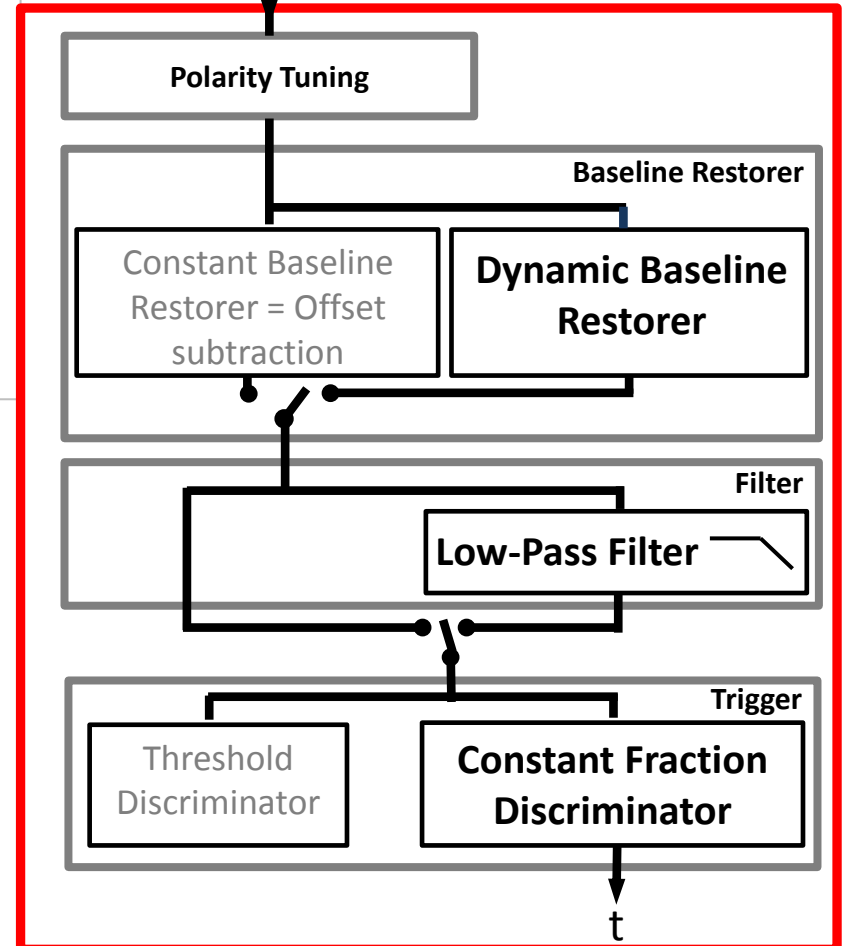 Polarity Tuning
Baseline Restorer
Constant Baseline
Restorer = Offset
subtraction
Dynamic Baseline
Restorer
Filter
Low-Pass Filter
Trigger
Threshold
Discriminator
Constant Fraction
Discriminator
t